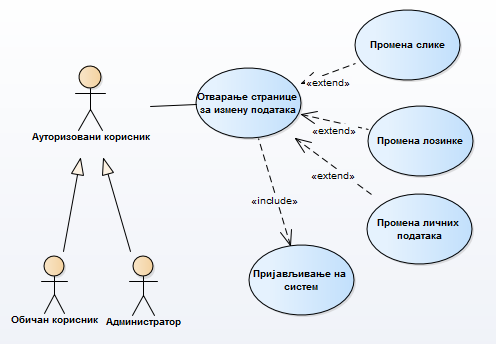 Промена слике
«extend»
Отварање странице
за измену података
Ауторизовани корисник
«extend»
Промена лозинке
«extend»
«include»
Промена личних
података
Пријављивање на
систем
Обичан корисник
Администратор